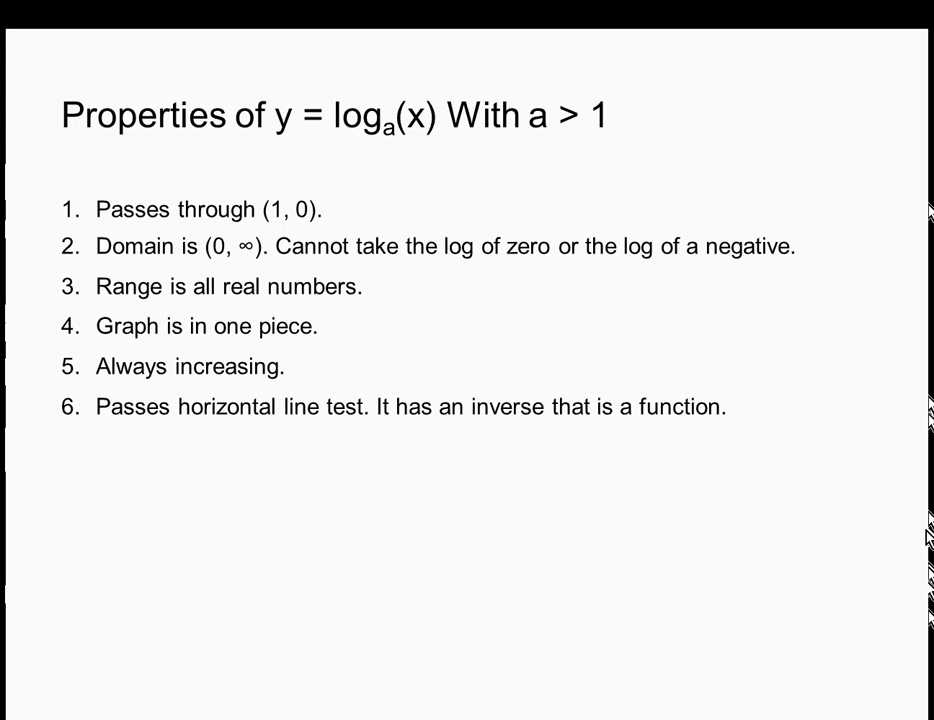 Properties of y = logₐ(x) With a > 1
1. Passes through (1, 0).
2. Domain is (0, ∞). Cannot take the log of zero or the log of a negative.
3. Range is all real numbers.
4. Graph is in one piece.
5. Always increasing.
6. Passes horizontal line test. It has an inverse that is a function.